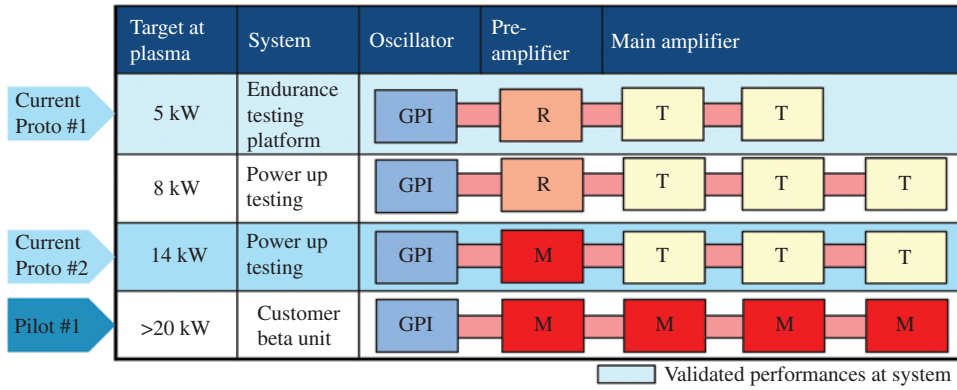 Target at
plasma
System
Oscillator
Pre-
amplifier
Main amplifier
Current
Proto #1
5 kW
Endurance
testing
platform
GPI
R
T
T
8 kW
Power up
testing
GPI
R
T
T
T
Current
Proto #2
14 kW
Power up
testing
GPI
M
T
T
T
Pilot #1
>20 kW
Customer
beta unit
GPI
M
M
M
M
Validated performances at system